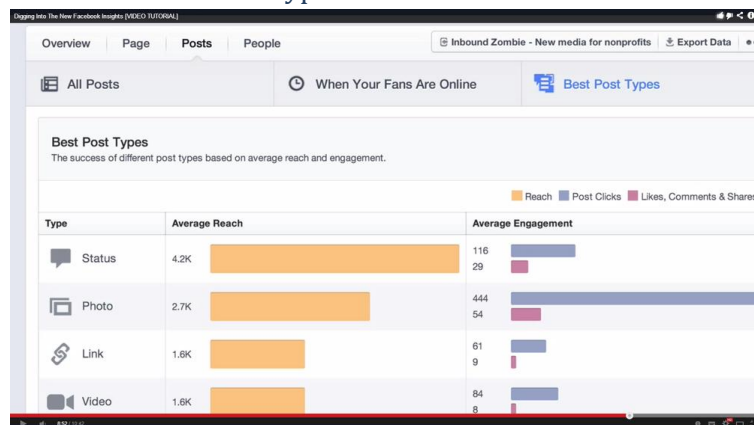 Digging Into The New Facebook Insights [VIDEO TUTORIAL]
Overview Page Posts People Inbound Zombie - New media for nonprofits Export Data
All Posts When Your Fans Are Online Best Post Types
Best Post Types
The success of different post types based on average reach and engagement.
Reach Post Clicks Likes, Comments & Shares
Type Average Reach Average Engagement
Status 4.2K 116
29
Photo 2.7K 444
54
Link 1.6K 61
9
Video 1.6K 84
8